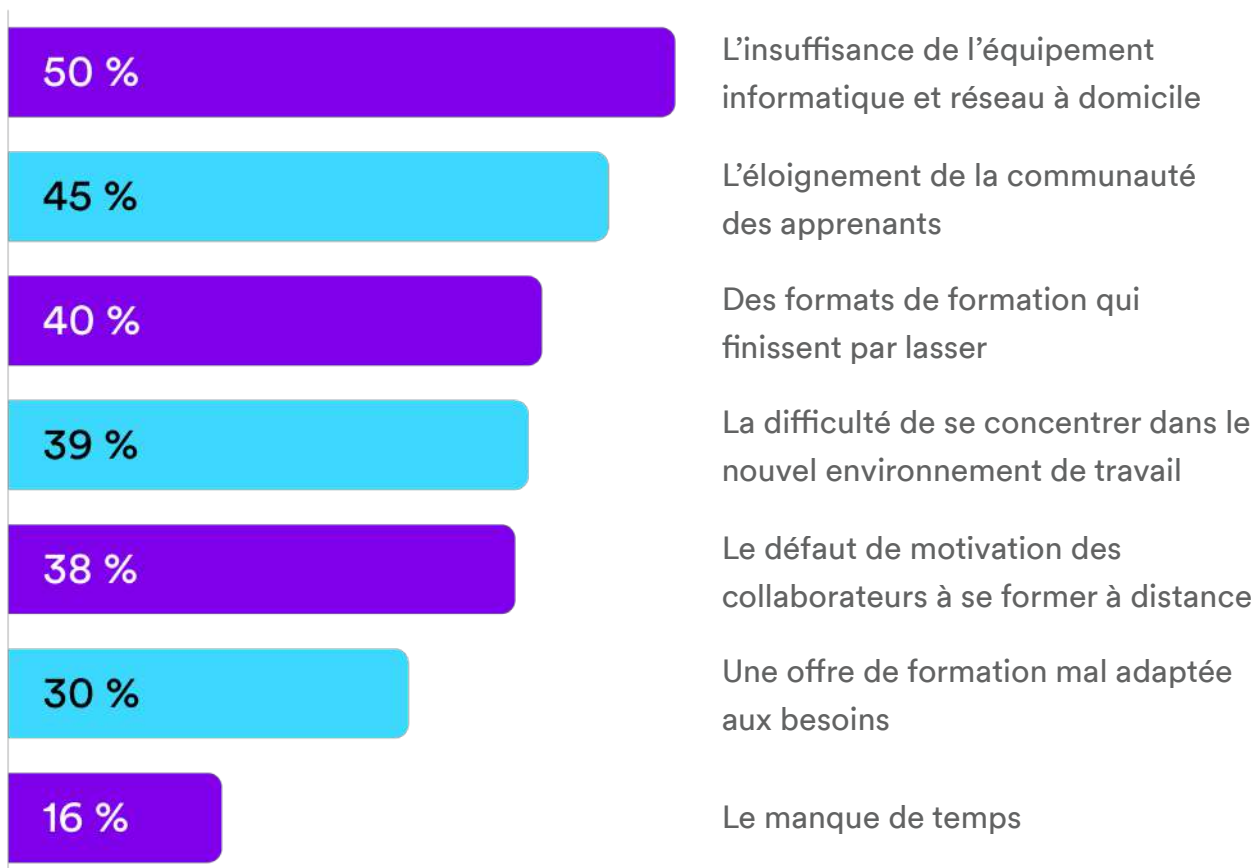 50 %
L’insuffisance de l’équipement
informatique et réseau à domicile
45 %
L’éloignement de la communauté
des apprenants
40 %
Des formats de formation qui
finissent par lasser
39 %
La difficulté de se concentrer dans le
nouvel environnement de travail
38 %
Le défaut de motivation des
collaborateurs à se former à distance
30 %
Une offre de formation mal adaptée
aux besoins
16 %
Le manque de temps